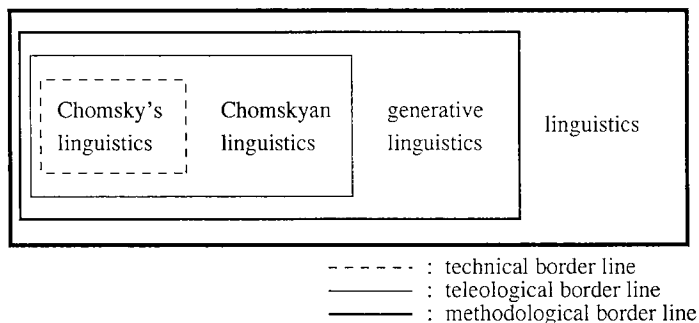 Chomsky's
linguistics
Chomskyan
linguistics
generative
linguistics
linguistics
: technical border line
: teleological border line
: methodological border line